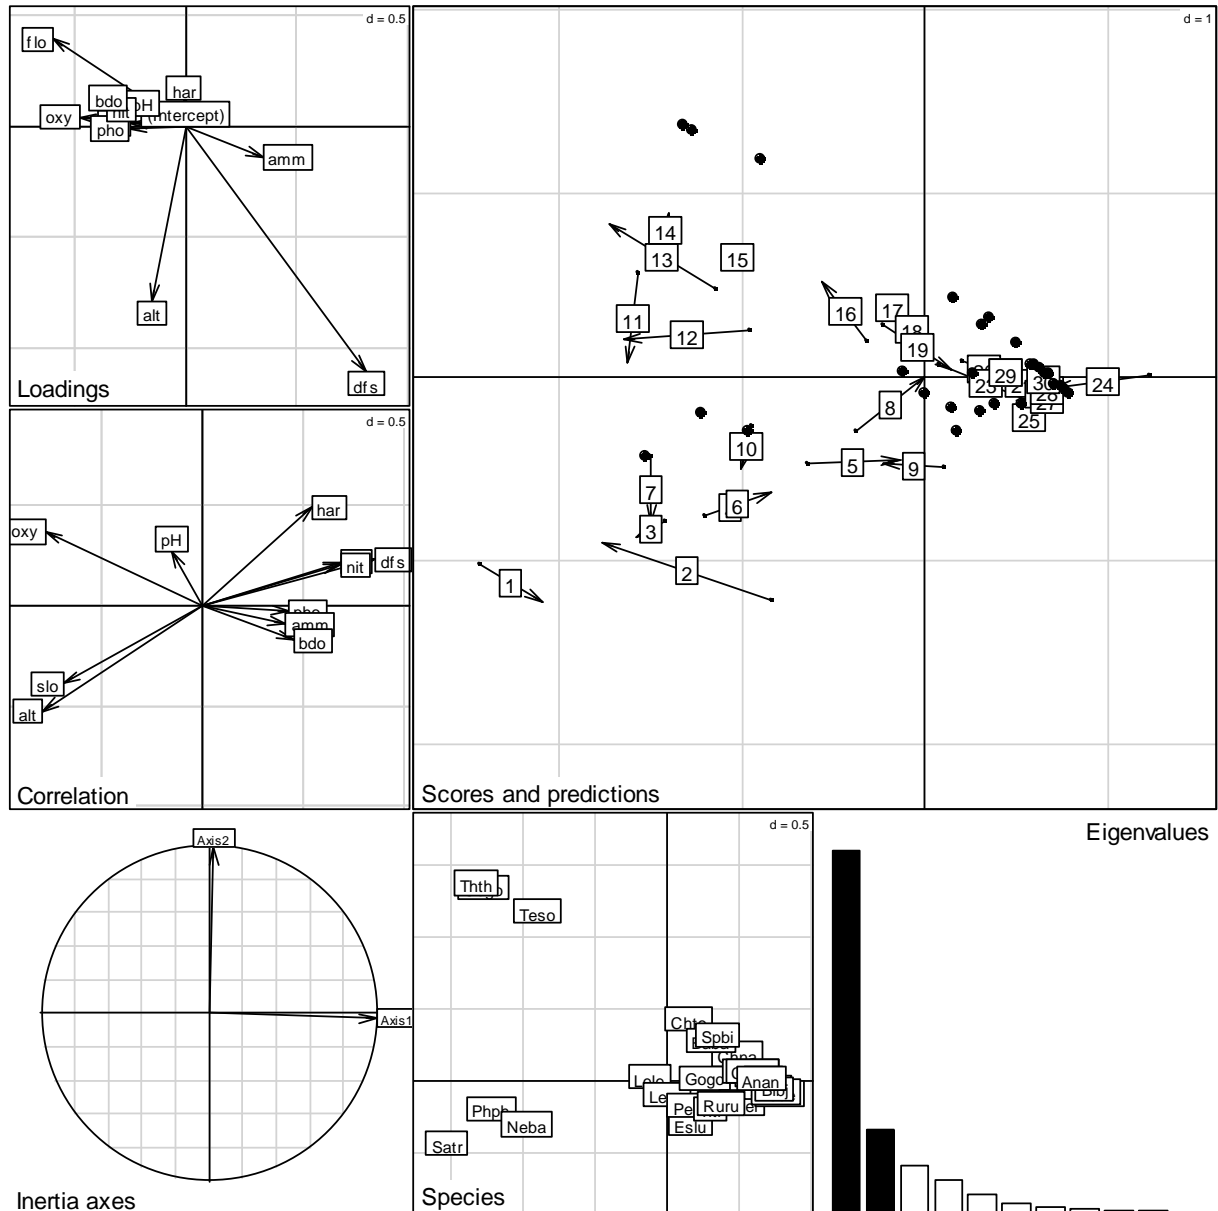 d = 0.5
flo
bdo
pH
har
oxy
(Intercept)
pho
amm
alt
dfs
Loadings
d = 1
14
13
15
11
12
16
17
18
19
29
30
24
23
28
27
25
8
10
5
9
7
6
3
2
1
Scores and predictions
d = 0.5
har
oxy
pH
nit
dfs
pho
amm
bdo
slo
alt
Correlation
Axis2
Axis1
Inertia axes
d = 0.5
Thth
Teso
Spbi
Gogo
Anan
Ruru
Eslu
Phph
Neba
Satr
Species
Eigenvalues